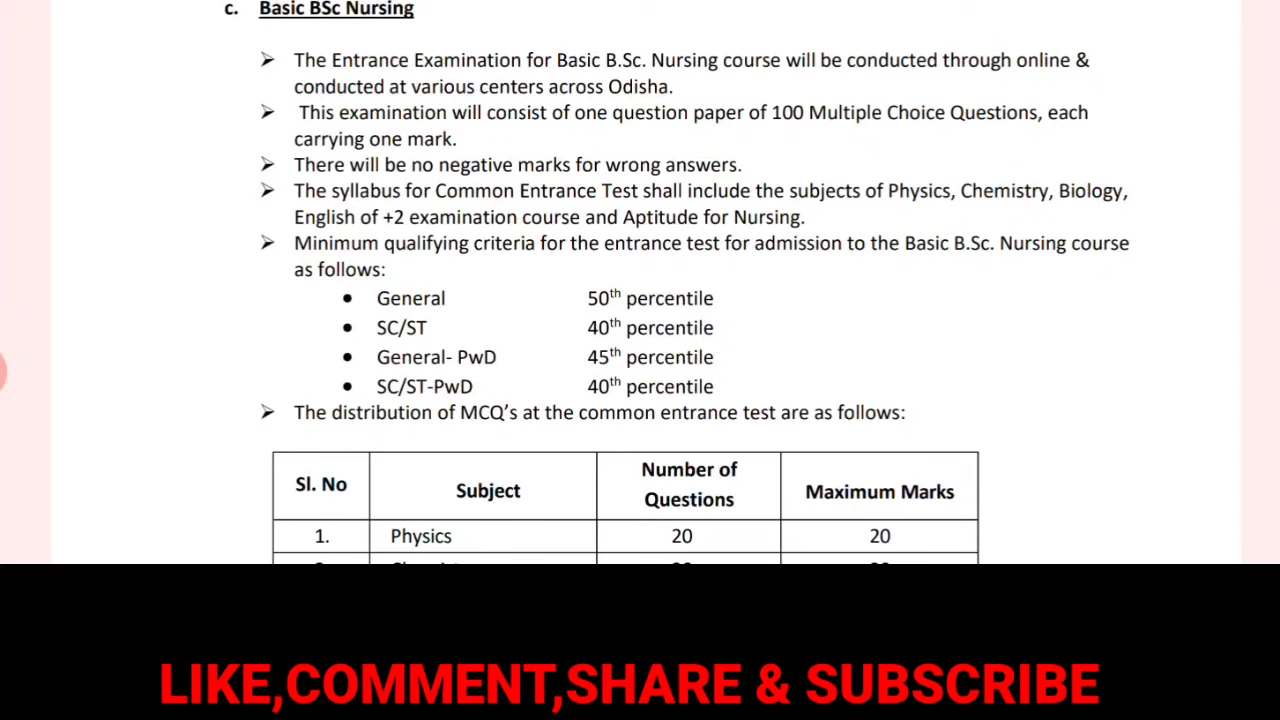 c. Basic BSc Nursing
➢ The Entrance Examination for Basic B.Sc. Nursing course will be conducted through online &
conducted at various centers across Odisha.
➢ This examination will consist of one question paper of 100 Multiple Choice Questions, each
carrying one mark.
➢ There will be no negative marks for wrong answers.
➢ The syllabus for Common Entrance Test shall include the subjects of Physics, Chemistry, Biology,
English of +2 examination course and Aptitude for Nursing.
➢ Minimum qualifying criteria for the entrance test for admission to the Basic B.Sc. Nursing course
as follows:
• General 50th percentile
• SC/ST 40th percentile
• General- PwD 45th percentile
• SC/ST-PwD 40th percentile
➢ The distribution of MCQ’s at the common entrance test are as follows:
Sl. No Subject Number of Questions Maximum Marks
1. Physics 20 20
LIKE,COMMENT,SHARE & SUBSCRIBE